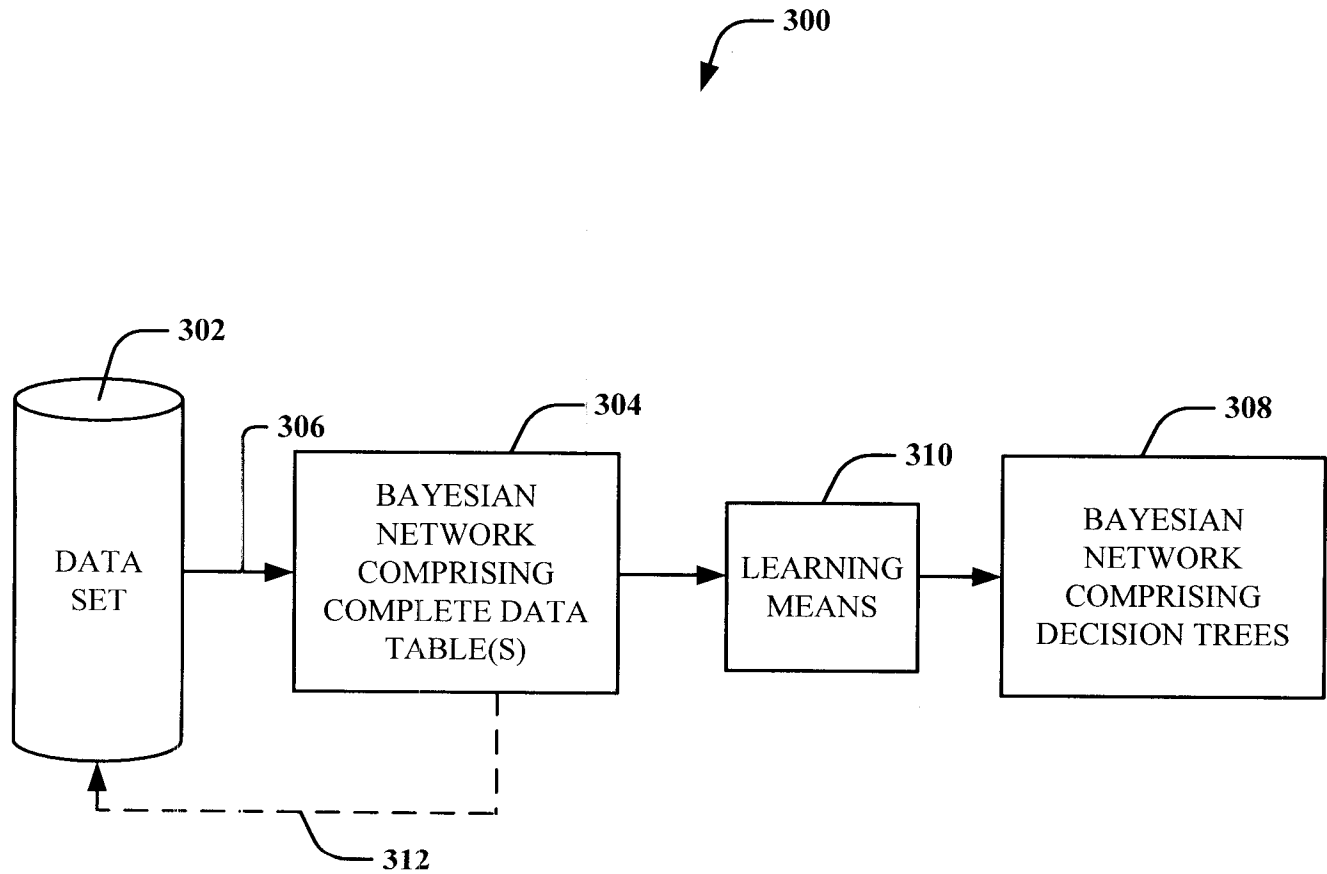 300
302
306
304
310
308
DATA
SET
BAYESIAN
NETWORK
COMPRISING
COMPLETE DATA
TABLE(S)
LEARNING
MEANS
BAYESIAN
NETWORK
COMPRISING
DECISION TREES
312